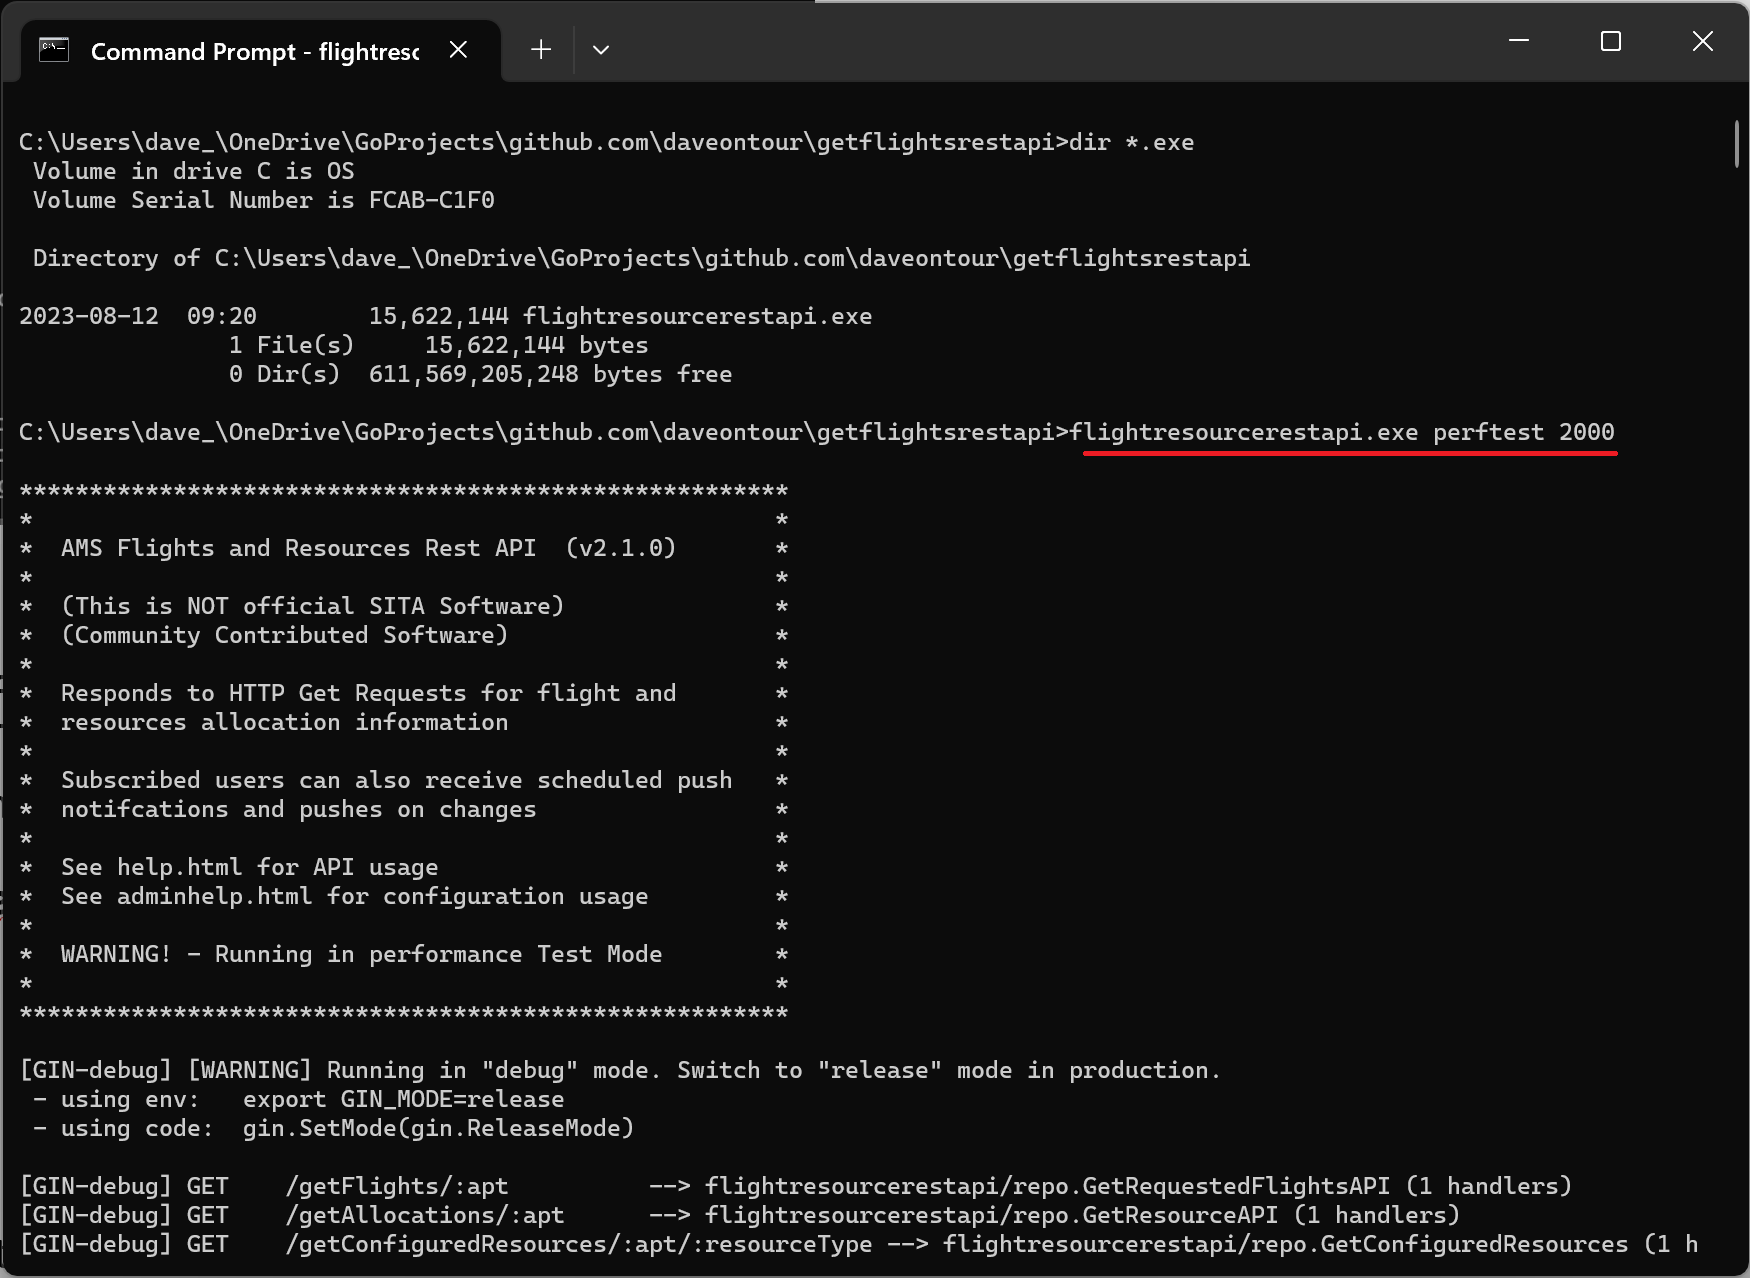 Command Prompt - flightresc
C:\Users\dave_\OneDrive\GoProjects\github.com\daveontour\getflightsrestapi>dir *.exe
 Volume in drive C is OS
 Volume Serial Number is FCAB-C1F0
 Directory of C:\Users\dave_\OneDrive\GoProjects\github.com\daveontour\getflightsrestapi
2023-08-12  09:20        15,622,144 flightresourcerestapi.exe
               1 File(s)     15,622,144 bytes
               0 Dir(s)  611,569,205,248 bytes free
C:\Users\dave_\OneDrive\GoProjects\github.com\daveontour\getflightsrestapi>flightresourcerestapi.exe perftest 2000
*******************************************************
*                                                     *
*  AMS Flights and Resources Rest API  (v2.1.0)       *
*                                                     *
*  (This is NOT official SITA Software)               *
*  (Community Contributed Software)                   *
*                                                     *
*  Responds to HTTP Get Requests for flight and       *
*  resources allocation information                   *
*                                                     *
*  Subscribed users can also receive scheduled push   *
*  notifcations and pushes on changes                 *
*                                                     *
*  See help.html for API usage                        *
*  See adminhelp.html for configuration usage         *
*                                                     *
*  WARNING! - Running in performance Test Mode        *
*                                                     *
*******************************************************
[GIN-debug] [WARNING] Running in "debug" mode. Switch to "release" mode in production.
 - using env:   export GIN_MODE=release
 - using code:  gin.SetMode(gin.ReleaseMode)
[GIN-debug] GET    /getFlights/:apt          --> flightresourcerestapi/repo.GetRequestedFlightsAPI (1 handlers)
[GIN-debug] GET    /getAllocations/:apt      --> flightresourcerestapi/repo.GetResourceAPI (1 handlers)
[GIN-debug] GET    /getConfiguredResources/:apt/:resourceType --> flightresourcerestapi/repo.GetConfiguredResources (1 h